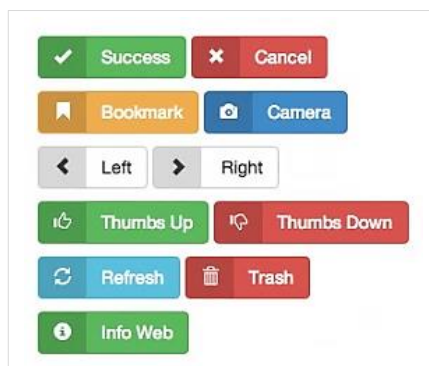 Success Cancel
Bookmark Camera
Left Right
Thumbs Up Thumbs Down
Refresh Trash
Info Web